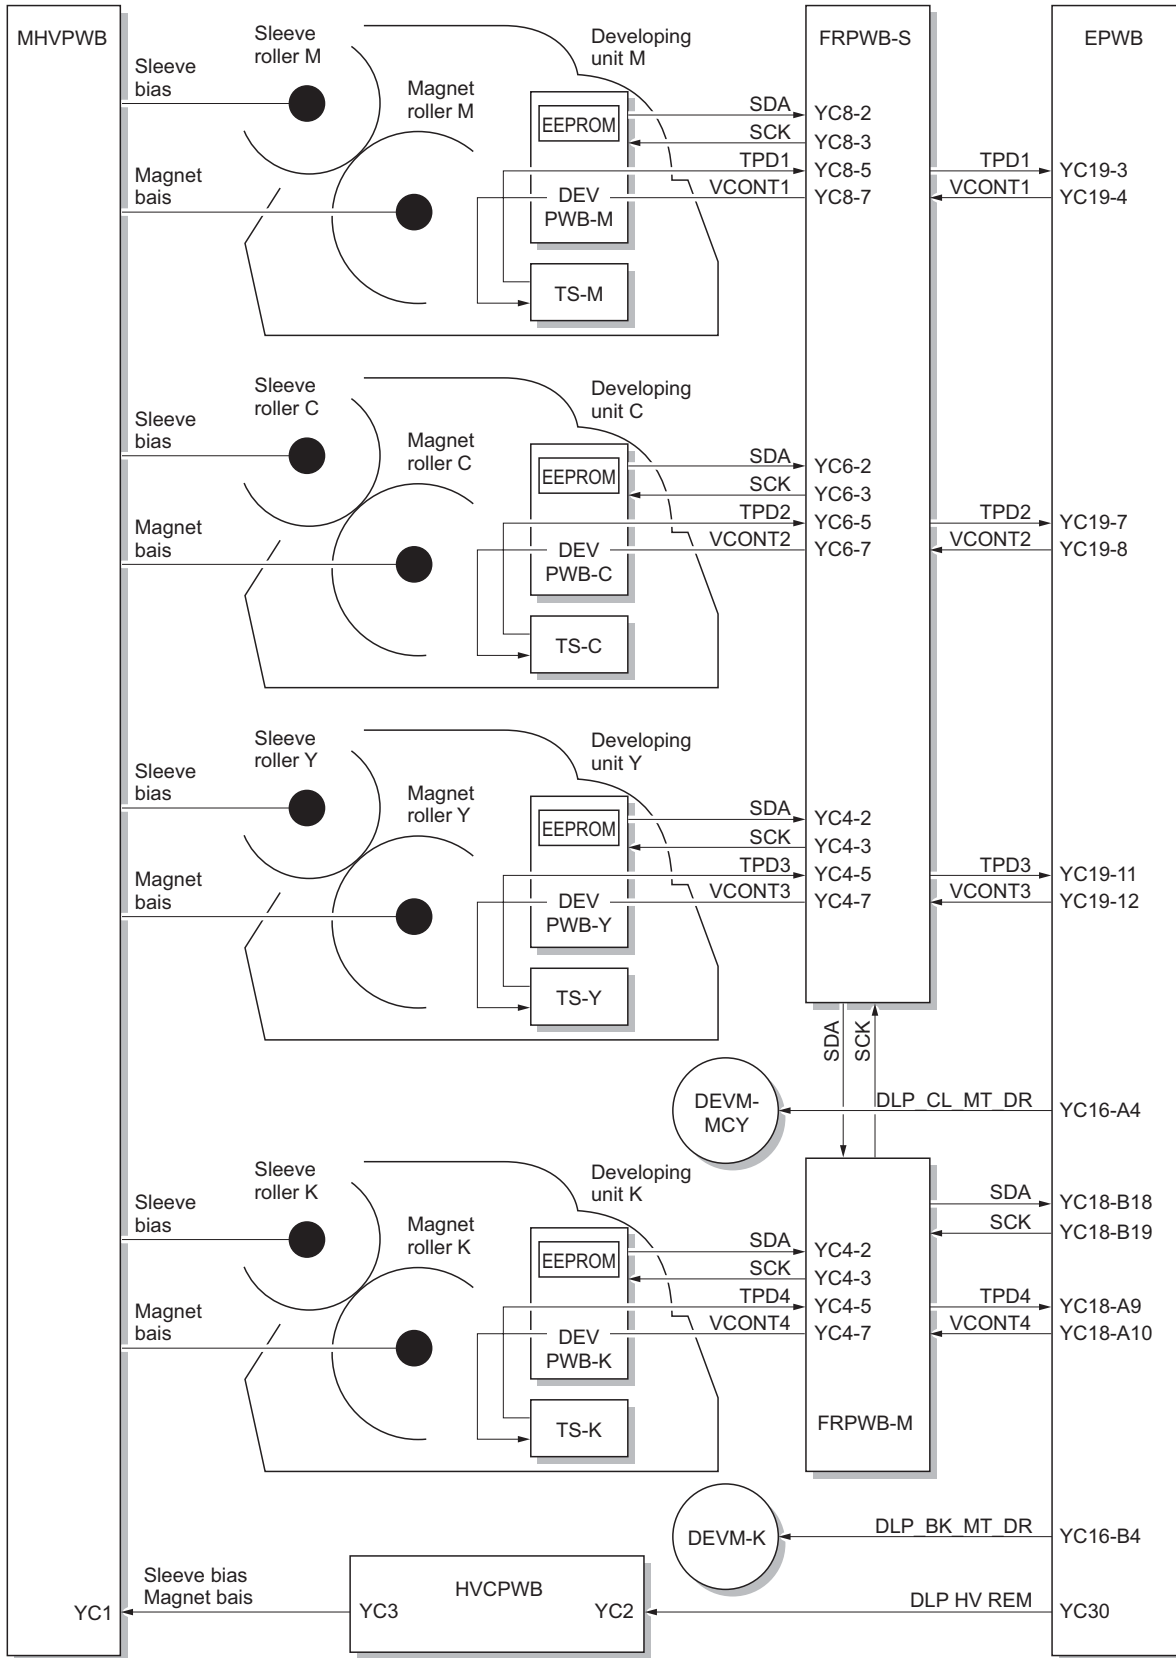 MHVPWB
Sleeve
bias
Sleeve
roller M
Magnet
roller M
Magnet
bais
Developing
unit M
EEPROM
DEV
PWB-M
TS-M
SDA
SCK
TPD1
VCONT1
FRPWB-S
YC8-2
YC8-3
YC8-5
YC8-7
TPD1
VCONT1
EPWB
YC19-3
YC19-4
Sleeve
bias
Sleeve
roller C
Magnet
roller C
Magnet
bais
Developing
unit C
EEPROM
DEV
PWB-C
TS-C
SDA
SCK
TPD2
VCONT2
YC6-2
YC6-3
YC6-5
YC6-7
TPD2
VCONT2
YC19-7
YC19-8
Sleeve
bias
Sleeve
roller Y
Magnet
roller Y
Magnet
bais
Developing
unit Y
EEPROM
DEV
PWB-Y
TS-Y
SDA
SCK
TPD3
VCONT3
YC4-2
YC4-3
YC4-5
YC4-7
TPD3
VCONT3
YC19-11
YC19-12
SDA
SCK
DEVM-
MCY
DLP_CL_MT_DR
YC16-A4
Sleeve
bias
Sleeve
roller K
Magnet
roller K
Magnet
bais
Developing
unit K
EEPROM
DEV
PWB-K
TS-K
SDA
SCK
TPD4
VCONT4
YC4-2
YC4-3
YC4-5
YC4-7
FRPWB-M
SDA
SCK
TPD4
VCONT4
YC18-B18
YC18-B19
YC18-A9
YC18-A10
DEVM-K
DLP_BK_MT_DR
YC16-B4
YC1
Sleeve bias
Magnet bais
HVCPWB
YC3
YC2
DLP HV REM
YC30